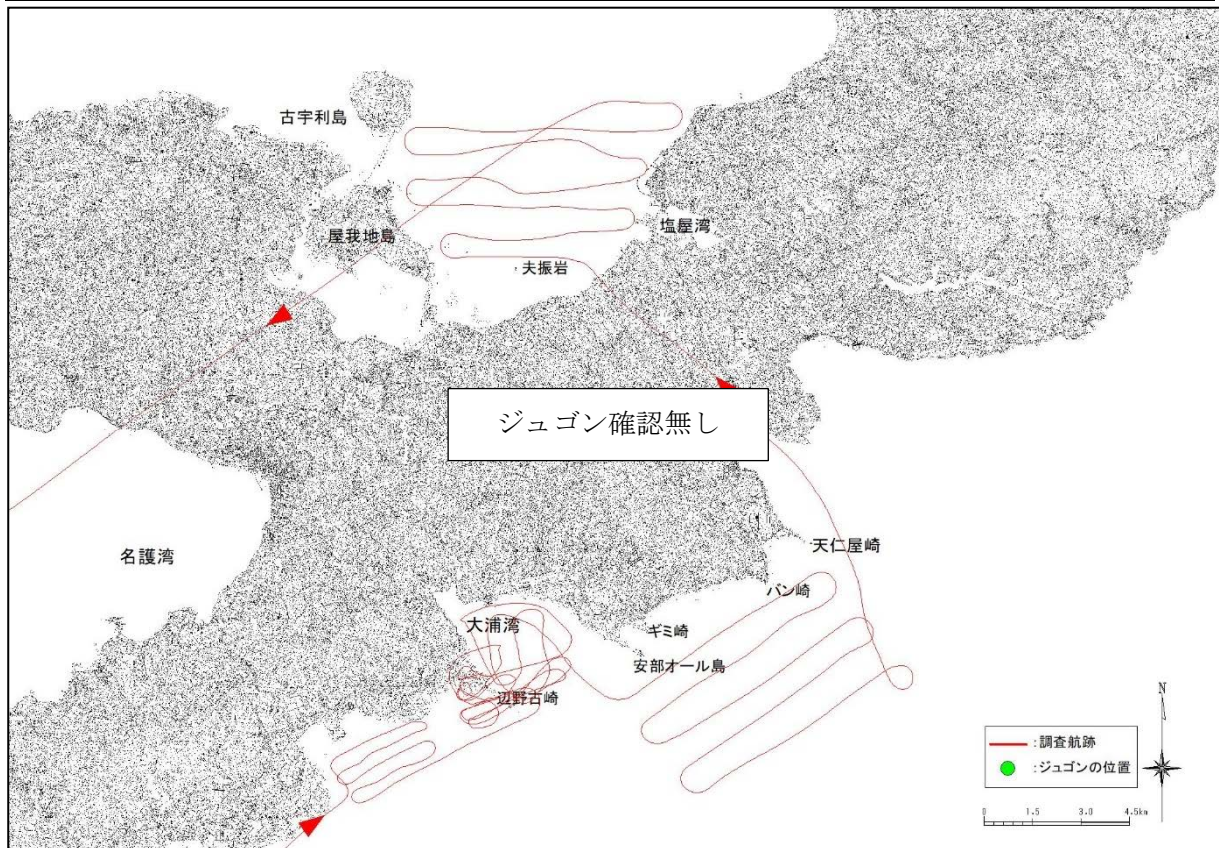 古宇利島
屋我地島
塩屋湾
夫振岩
ジュゴン確認無し
名護湾
天仁屋崎
バン崎
大浦湾
ギミ崎
安部オール島
辺野古崎
N
:調査航跡
:ジュゴンの位置
0 1.5 3.0 4.5km